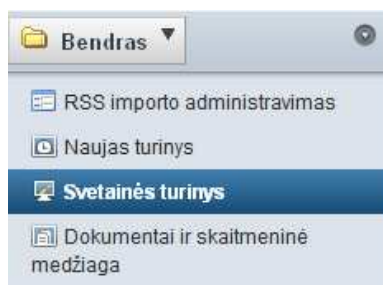 Bendras
RSS importo administravimas
Naujas turinys
Svetainės turinys
Dokumentai ir skaitmeninė
medžiaga